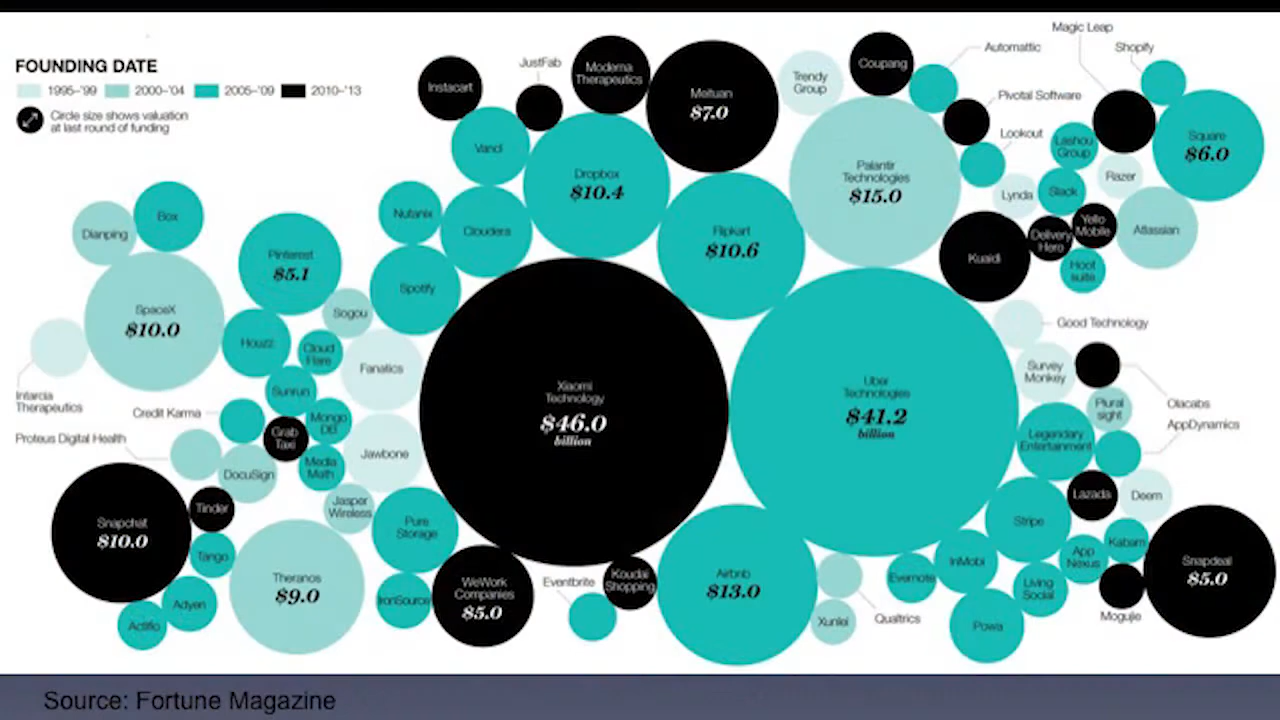 FOUNDING DATE
1995-'99
2000-'04
2005-'09
2010-'13
Circle size shows valuation
at last round of funding
Instacart
JustFab
Moderna
Therapeutics
Meituan
$7.0
Trendy
Group
Coupang
Automattic
Magic Leap
Shopify
Pivotal Software
Lookout
Lashou
Group
Square
$6.0
Vancl
Dropbox
$10.4
Palantir
Technologies
$15.0
Lynda
Slack
Razer
Dianping
Box
Nutanix
Cloudera
Flipkart
$10.6
Kuaidi
Delivery
Hero
Yello
Mobile
Atlassian
Hoot
suite
Pinterest
$5.1
Spotify
SpaceX
$10.0
Sogou
Houzz
Cloud
Flare
Fanatics
Good Technology
Survey
Monkey
Intarcia
Therapeutics
Sunrun
Xiaomi
Technology
$46.0
billion
Uber
Technologies
$41.2
billion
Plural
sight
Olacabs
AppDynamics
Credit Karma
Grab
Taxi
Mongo
DB
Legendary
Entertainment
Proteus Digital Health
DocuSign
Media
Math
Jawbone
Lazada
Deem
Snapchat
$10.0
Tinder
Jasper
Wireless
Pure
Storage
Stripe
Tango
Theranos
$9.0
WeWork
Companies
$5.0
Eventbrite
Koudai
Shopping
Airbnb
$13.0
Evernote
InMobi
App
Nexus
Kabam
Snapdeal
$5.0
Adyen
Actifio
IronSource
Xunlei
Qualtrics
Living
Social
Powa
Mogujie
Source: Fortune Magazine